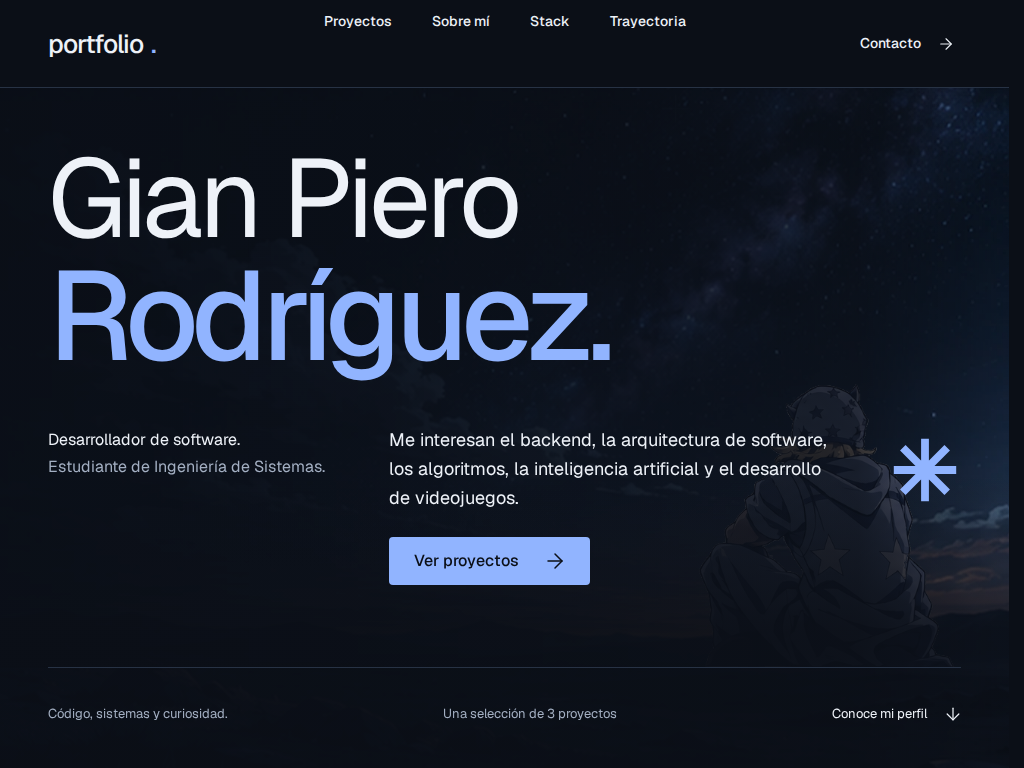 Proyectos Sobre mí Stack Trayectoria
portfolio .
Contacto
Gian Piero
Rodríguez.
Desarrollador de software.
Estudiante de Ingeniería de Sistemas.
Me interesan el backend, la arquitectura de software,
los algoritmos, la inteligencia artificial y el desarrollo
de videojuegos.
Ver proyectos
Código, sistemas y curiosidad.
Una selección de 3 proyectos
Conoce mi perfil